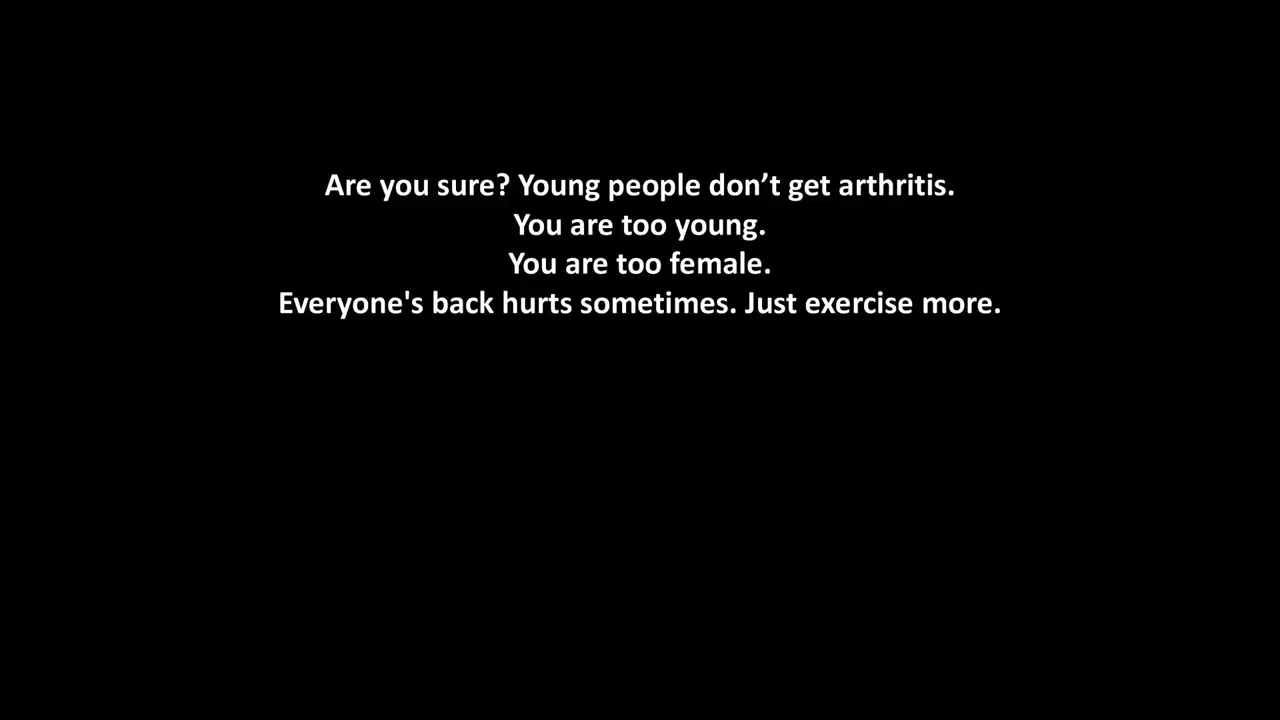 Are you sure? Young people don’t get arthritis.
You are too young.
You are too female.
Everyone's back hurts sometimes. Just exercise more.